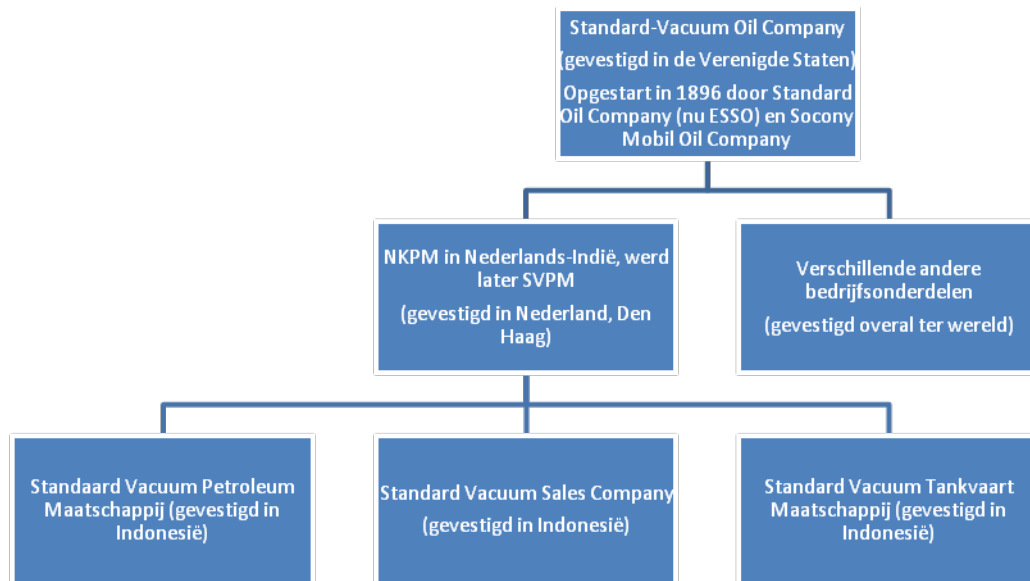 Standard-Vacuum Oil Company
(gevestigd in de Verenigde Staten)
Opgestart in 1896 door Standard
Oil Company (nu ESSO) en Socony
Mobil Oil Company
NKPM in Nederlands-Indië, werd
later SVPM
(gevestigd in Nederland, Den
Haag)
Verschillende andere
bedrijfsonderdelen
(gevestigd overal ter wereld)
Standaard Vacuum Petroleum
Maatschappij (gevestigd in
Indonesië)
Standard Vacuum Sales Company
(gevestigd in Indonesië)
Standard Vacuum Tankvaart
Maatschappij (gevestigd in
Indonesië)